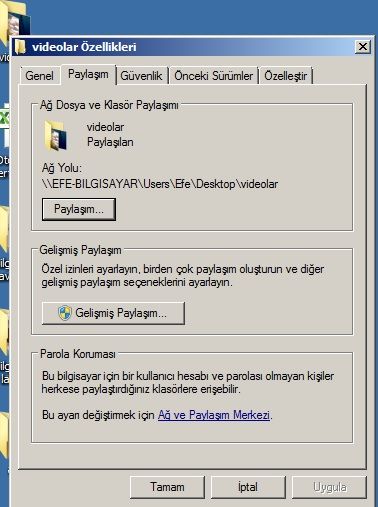 videolar Özellikleri
Genel
Paylaşım
Güvenlik
Önceki Sürümler
Özelleştir
Ağ Dosya ve Klasör Paylaşımı
videolar
Paylaşılan
Ağ Yolu:
\\EFE-BILGISAYAR\Users\Efe\Desktop\videolar
Paylaşım...
Gelişmiş Paylaşım
Özel izinleri ayarlayın, birden çok paylaşım oluşturun ve diğer
gelişmiş paylaşım seçeneklerini ayarlayın.
Gelişmiş Paylaşım...
Parola Koruması
Bu bilgisayar için bir kullanıcı hesabı ve parolası olmayan kişiler
herkese paylaştırdığınız klasörlere erişebilir.
Bu ayarı değiştirmek için Ağ ve Paylaşım Merkezi.
Tamam
İptal
Uygula